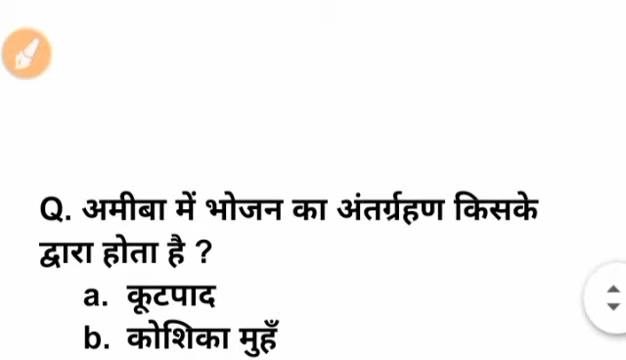 Q. अमीबा में भोजन का अंतर्ग्रहण किसके
द्वारा होता है ?
a. कूटपाद
b. कोशिका मुहँ